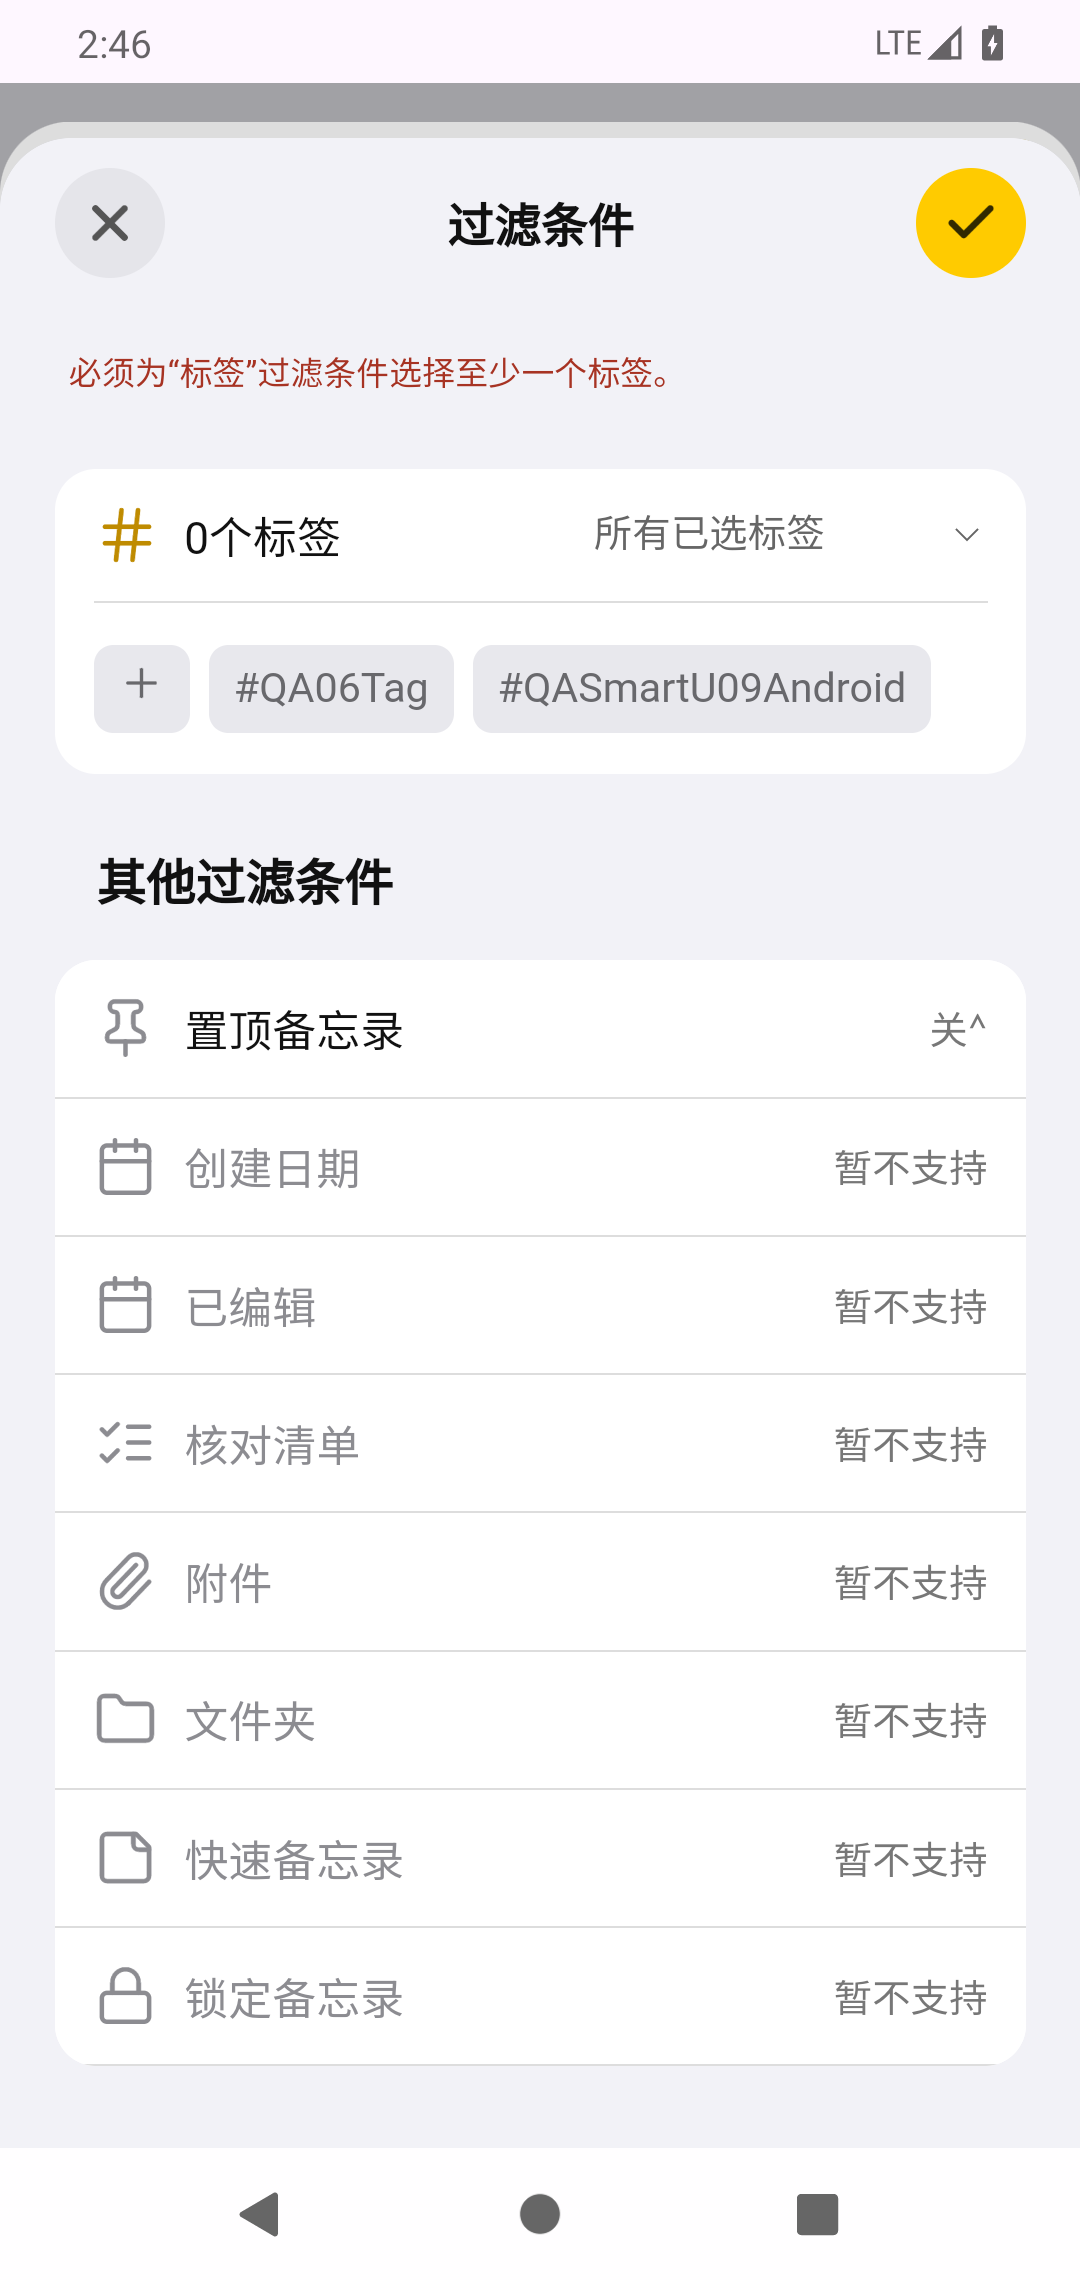 2:46
LTE
过滤条件
必须为“标签”过滤条件选择至少一个标签。
0个标签
所有已选标签
+
#QA06Tag
#QASmartU09Android
其他过滤条件
置顶备忘录
关^
创建日期
暂不支持
已编辑
暂不支持
核对清单
暂不支持
附件
暂不支持
文件夹
暂不支持
快速备忘录
暂不支持
锁定备忘录
暂不支持